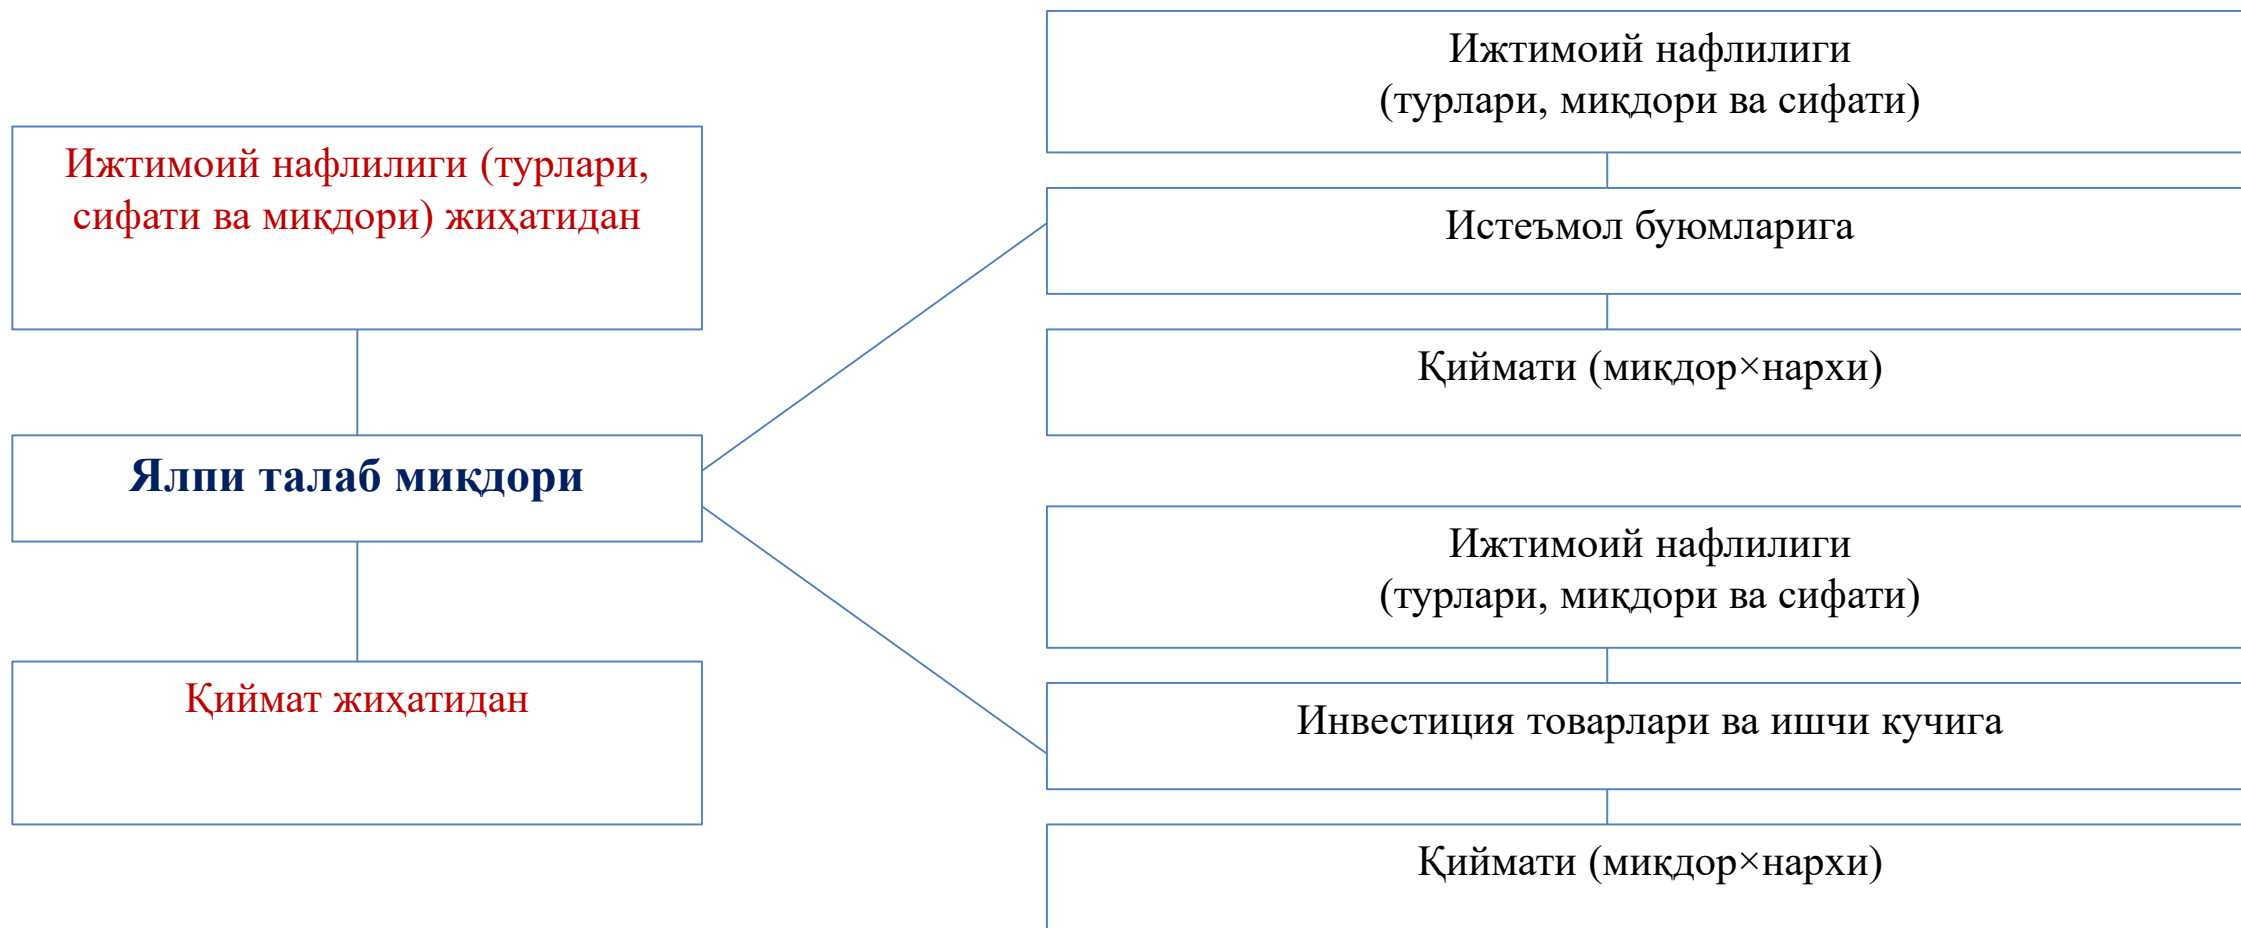 Ижтимоий нафлилиги (турлари,
сифати ва миқдори) жиҳатидан
Ялпи талаб миқдори
Қиймат жиҳатидан
Ижтимоий нафлилиги
(турлари, миқдори ва сифати)
Истеъмол буюмларига
Қиймати (миқдор×нархи)
Ижтимоий нафлилиги
(турлари, миқдори ва сифати)
Инвестиция товарлари ва ишчи кучига
Қиймати (миқдор×нархи)